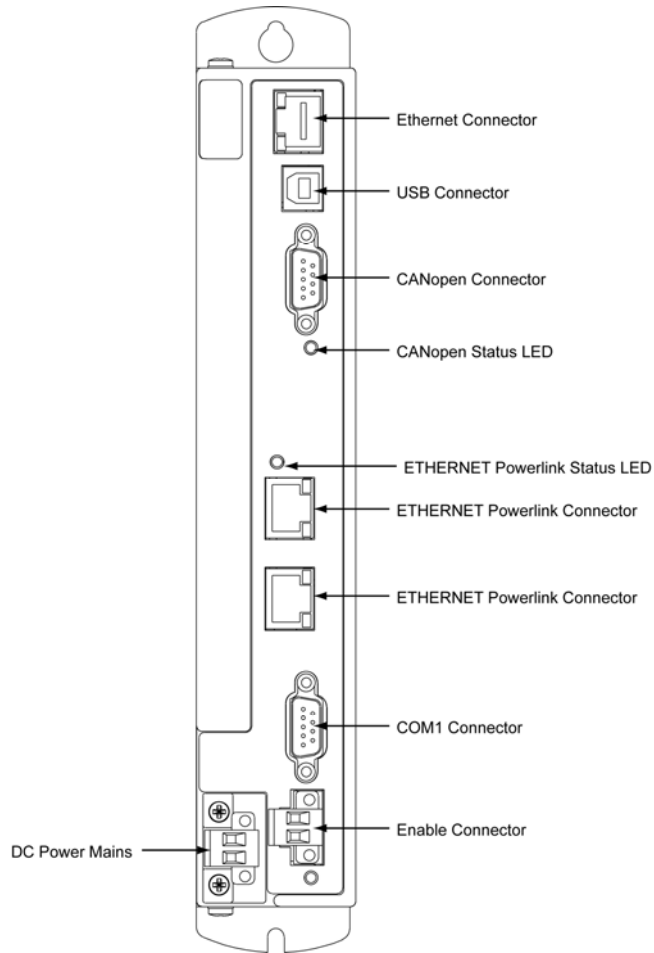 Ethernet Connector
USB Connector
CANopen Connector
CANopen Status LED
ETHERNET Powerlink Status LED
ETHERNET Powerlink Connector
ETHERNET Powerlink Connector
COM1 Connector
Enable Connector
DC Power Mains